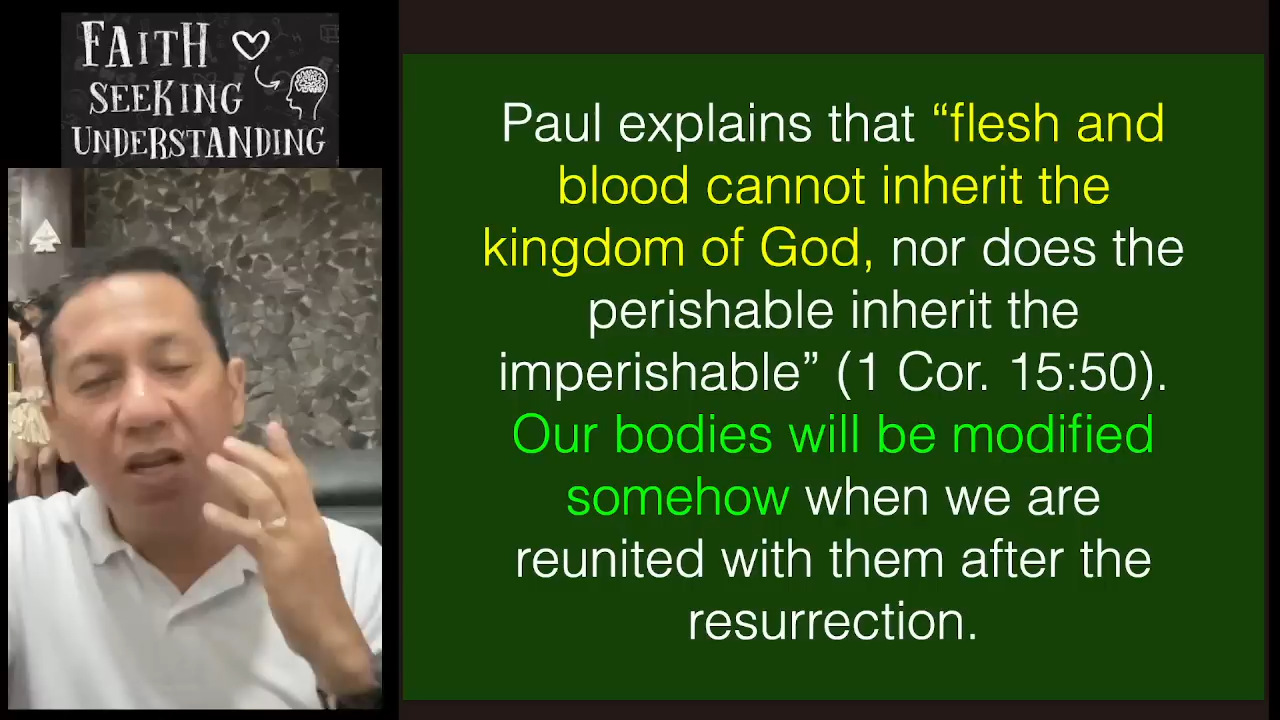 FAITH
SEEKING
UNDERSTANDING
Paul explains that “flesh and
blood cannot inherit the
kingdom of God, nor does the
perishable inherit the
imperishable” (1 Cor. 15:50).
Our bodies will be modified
somehow when we are
reunited with them after the
resurrection.